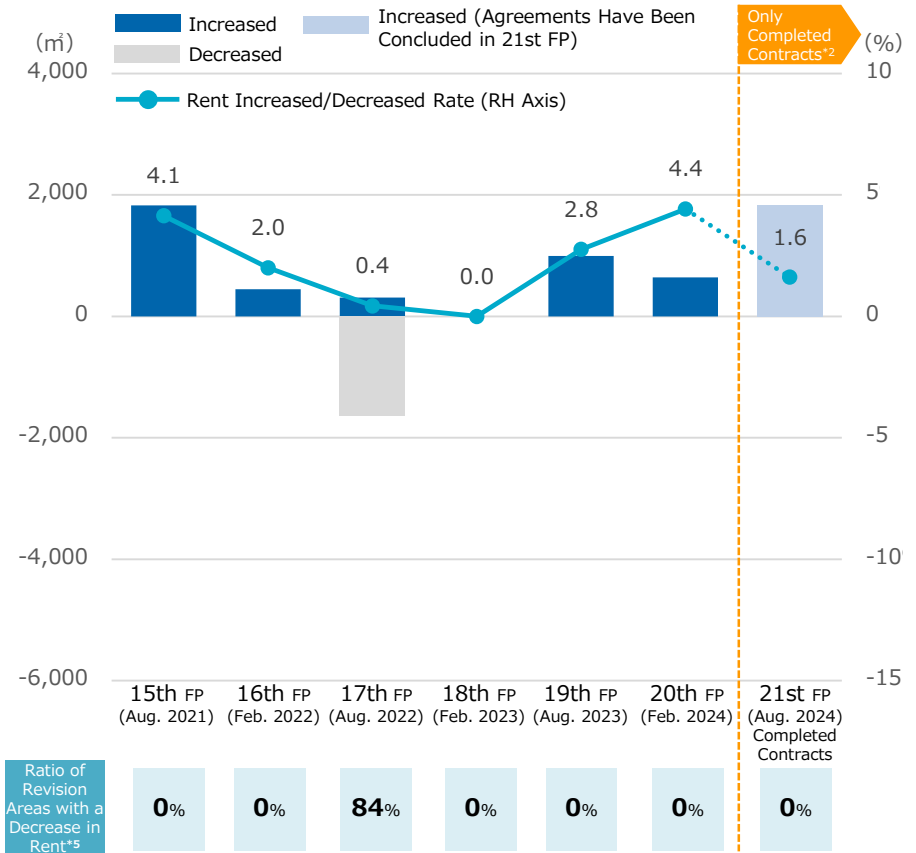 Increased
Decreased
Increased (Agreements Have Been
Concluded in 21st FP)
Only
Completed
Contracts*2
(㎡)
(%)
Rent Increased/Decreased Rate (RH Axis)
4,000
2,000
0
-2,000
-4,000
-6,000
10
5
0
-5
-10%
-15
4.1
2.0
0.4
0.0
2.8
4.4
1.6
15th FP
(Aug. 2021)
16th FP
(Feb. 2022)
17th FP
(Aug. 2022)
18th FP
(Feb. 2023)
19th FP
(Aug. 2023)
20th FP
(Feb. 2024)
21st FP
(Aug. 2024)
Completed
Contracts
Ratio of
Revision
Areas with a
Decrease in
Rent*5
0%
0%
84%
0%
0%
0%
0%